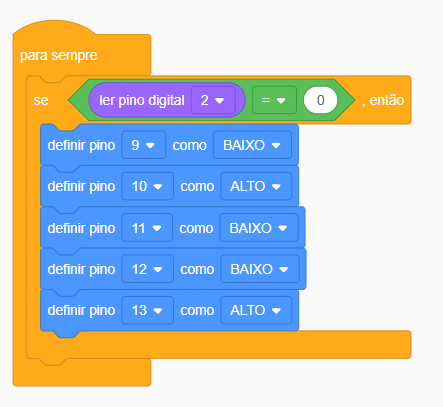 para sempre
se ler pino digital 2 = 0 , então
definir pino 9 como BAIXO
definir pino 10 como ALTO
definir pino 11 como BAIXO
definir pino 12 como BAIXO
definir pino 13 como ALTO